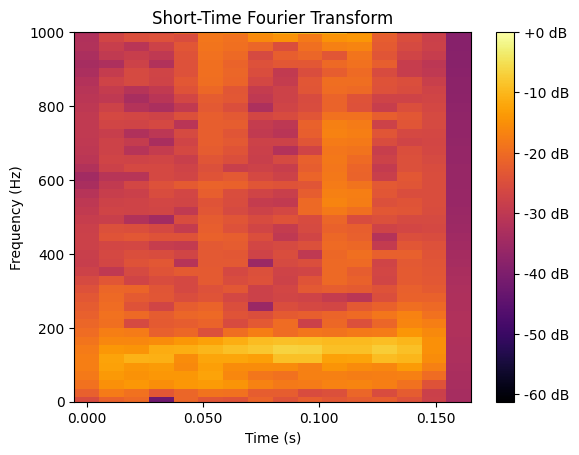 Short-Time Fourier Transform
Frequency (Hz)
1000
800
600
400
200
0
0.000
0.050
0.100
0.150
Time (s)
+0 dB
-10 dB
-20 dB
-30 dB
-40 dB
-50 dB
-60 dB